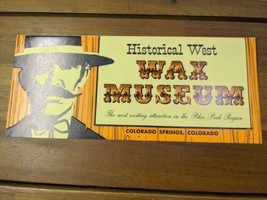 Historical West
WAX
MUSEUM
The most exciting attraction in the Pikes Peak Region
COLORADO SPRINGS, COLORADO